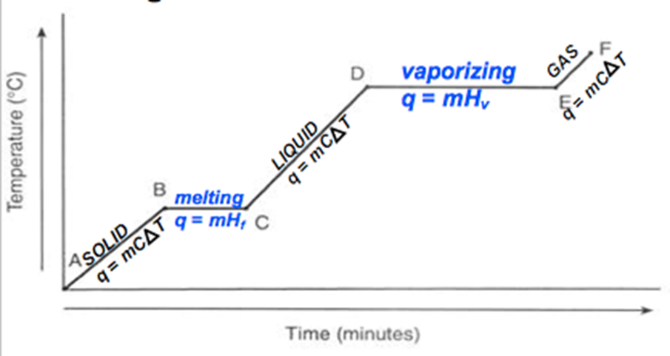 Temperature (°C)
A
SOLID
q = mCΔT
B
melting
q = mHf
C
LIQUID
q = mCΔT
D
vaporizing
q = mHv
E
GAS
q = mCΔT
F
Time (minutes)